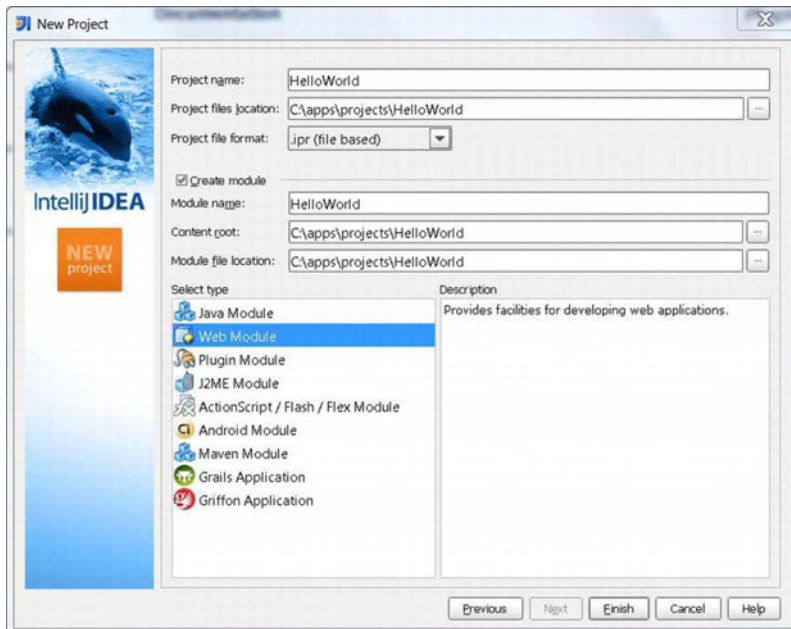 Documentation
New Project
Project name: HelloWorld
Project files location: C:\apps\projects\HelloWorld ...
Project file format: .ipr (file based)
Create module
IntelliJ IDEA
Module name: HelloWorld
Content root: C:\apps\projects\HelloWorld ...
NEW
project
Module file location: C:\apps\projects\HelloWorld ...
Select type
Java Module
Web Module
Plugin Module
J2ME Module
ActionScript / Flash / Flex Module
Android Module
Maven Module
Grails Application
Griffon Application
Description
Provides facilities for developing web applications.
Previous Next Finish Cancel Help